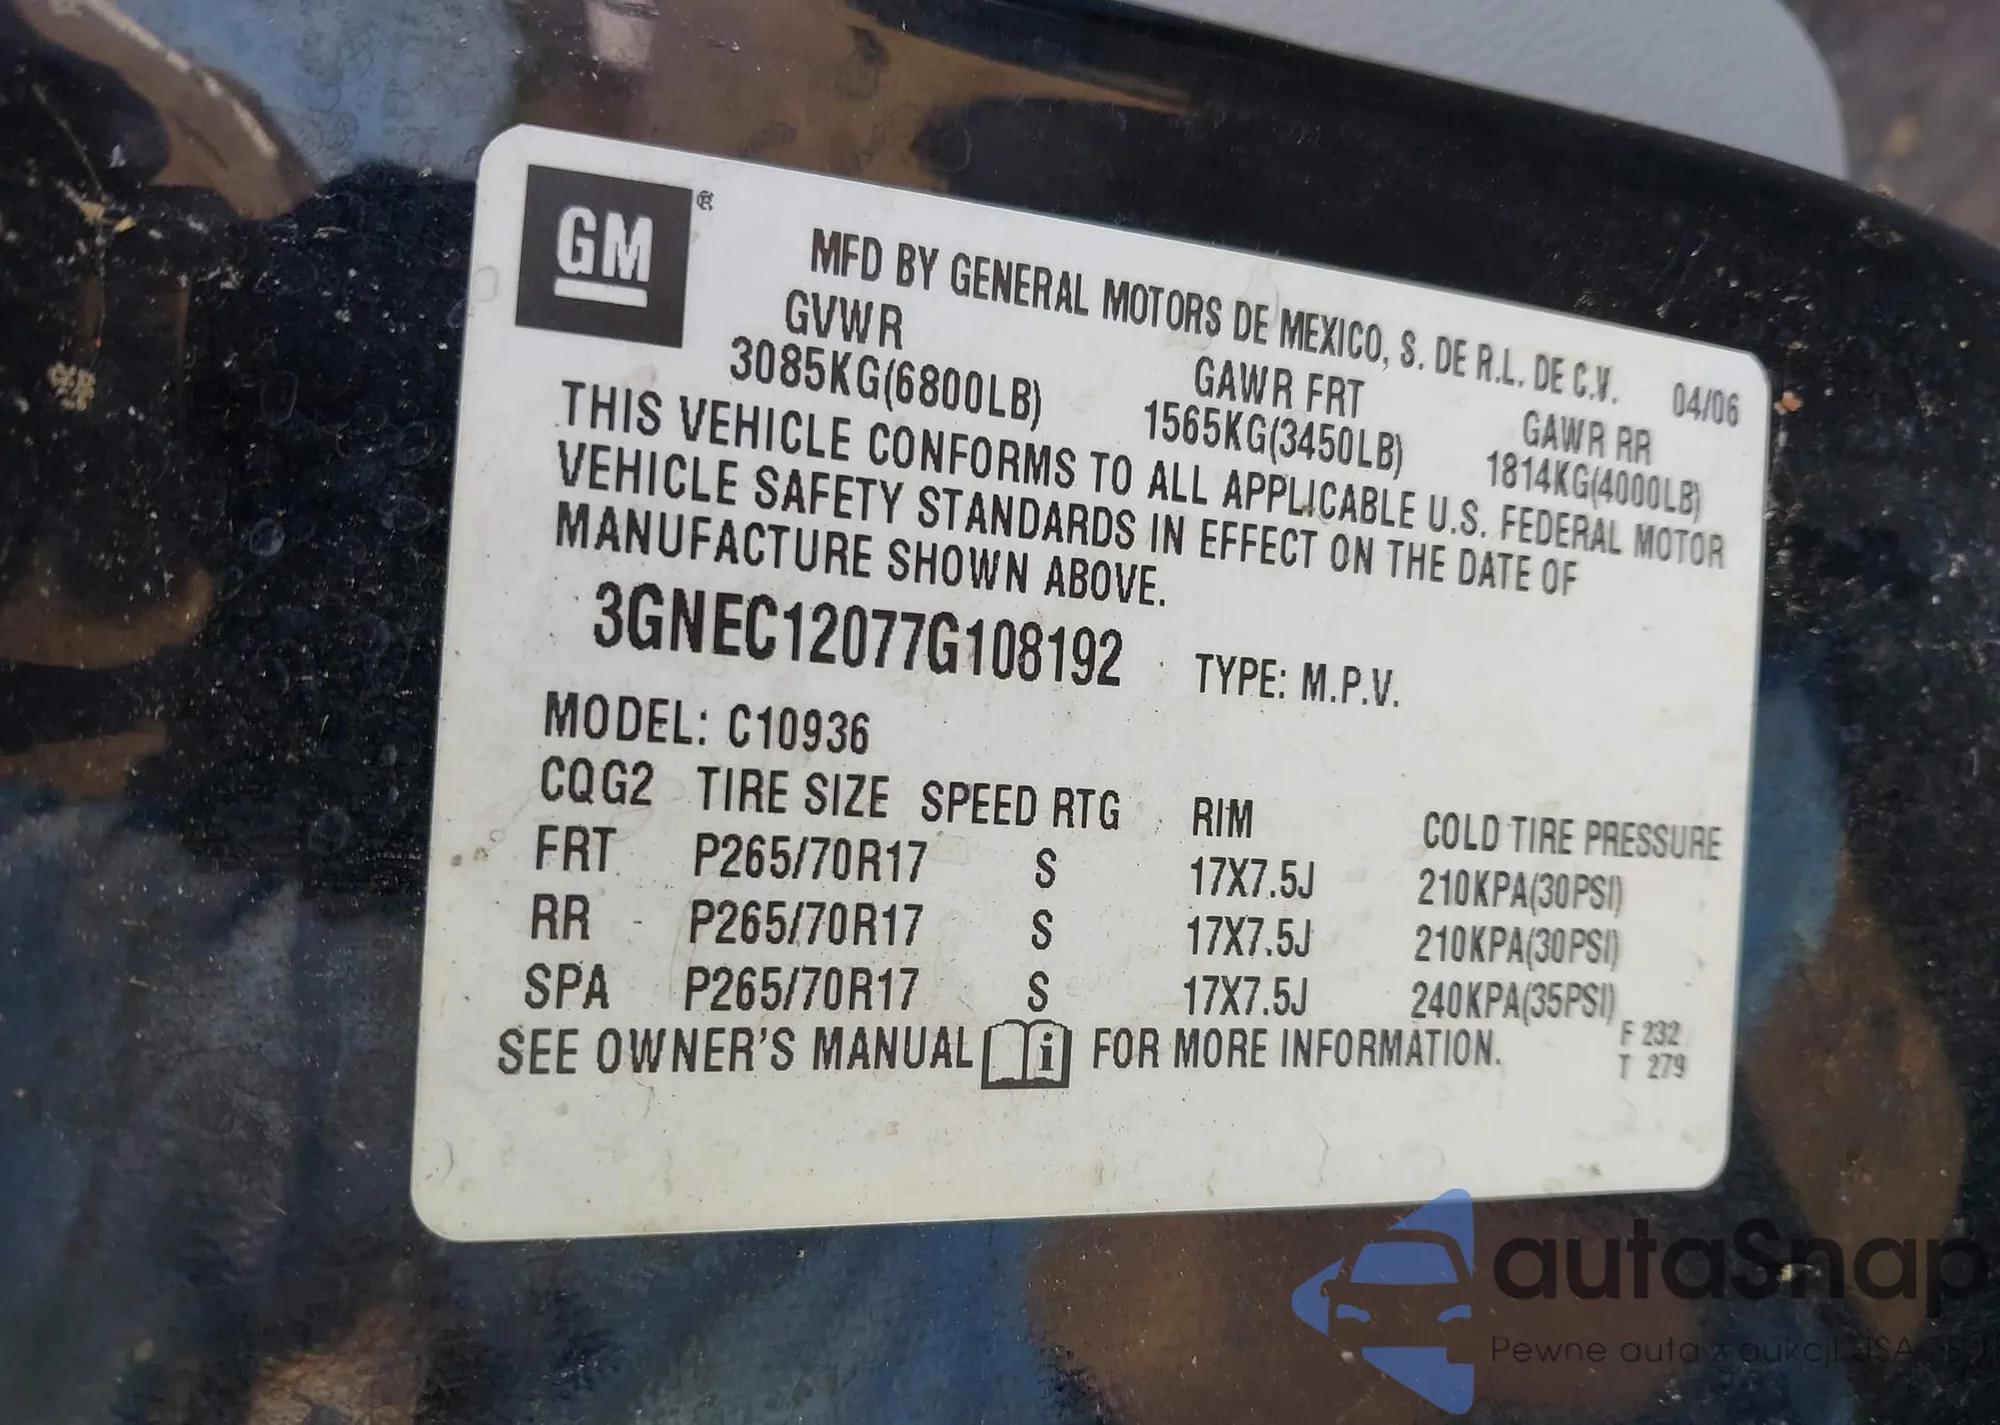 GM
MFD BY GENERAL MOTORS DE MEXICO, S. DE R.L. DE C.V. 04/06
GVWR GAWR FRT GAWR RR
3085KG(6800LB) 1565KG(3450LB) 1814KG(4000LB)
THIS VEHICLE CONFORMS TO ALL APPLICABLE U.S. FEDERAL MOTOR
VEHICLE SAFETY STANDARDS IN EFFECT ON THE DATE OF
MANUFACTURE SHOWN ABOVE.
3GNEC12077G108192 TYPE: M.P.V.
MODEL: C10936
CQG2 TIRE SIZE SPEED RTG RIM COLD TIRE PRESSURE
FRT P265/70R17 S 17X7.5J 210KPA(30PSI)
RR P265/70R17 S 17X7.5J 210KPA(30PSI)
SPA P265/70R17 S 17X7.5J 240KPA(35PSI)
SEE OWNER'S MANUAL i FOR MORE INFORMATION.
F 232
T 279
autaSnap
Pewne auta z aukcji USA